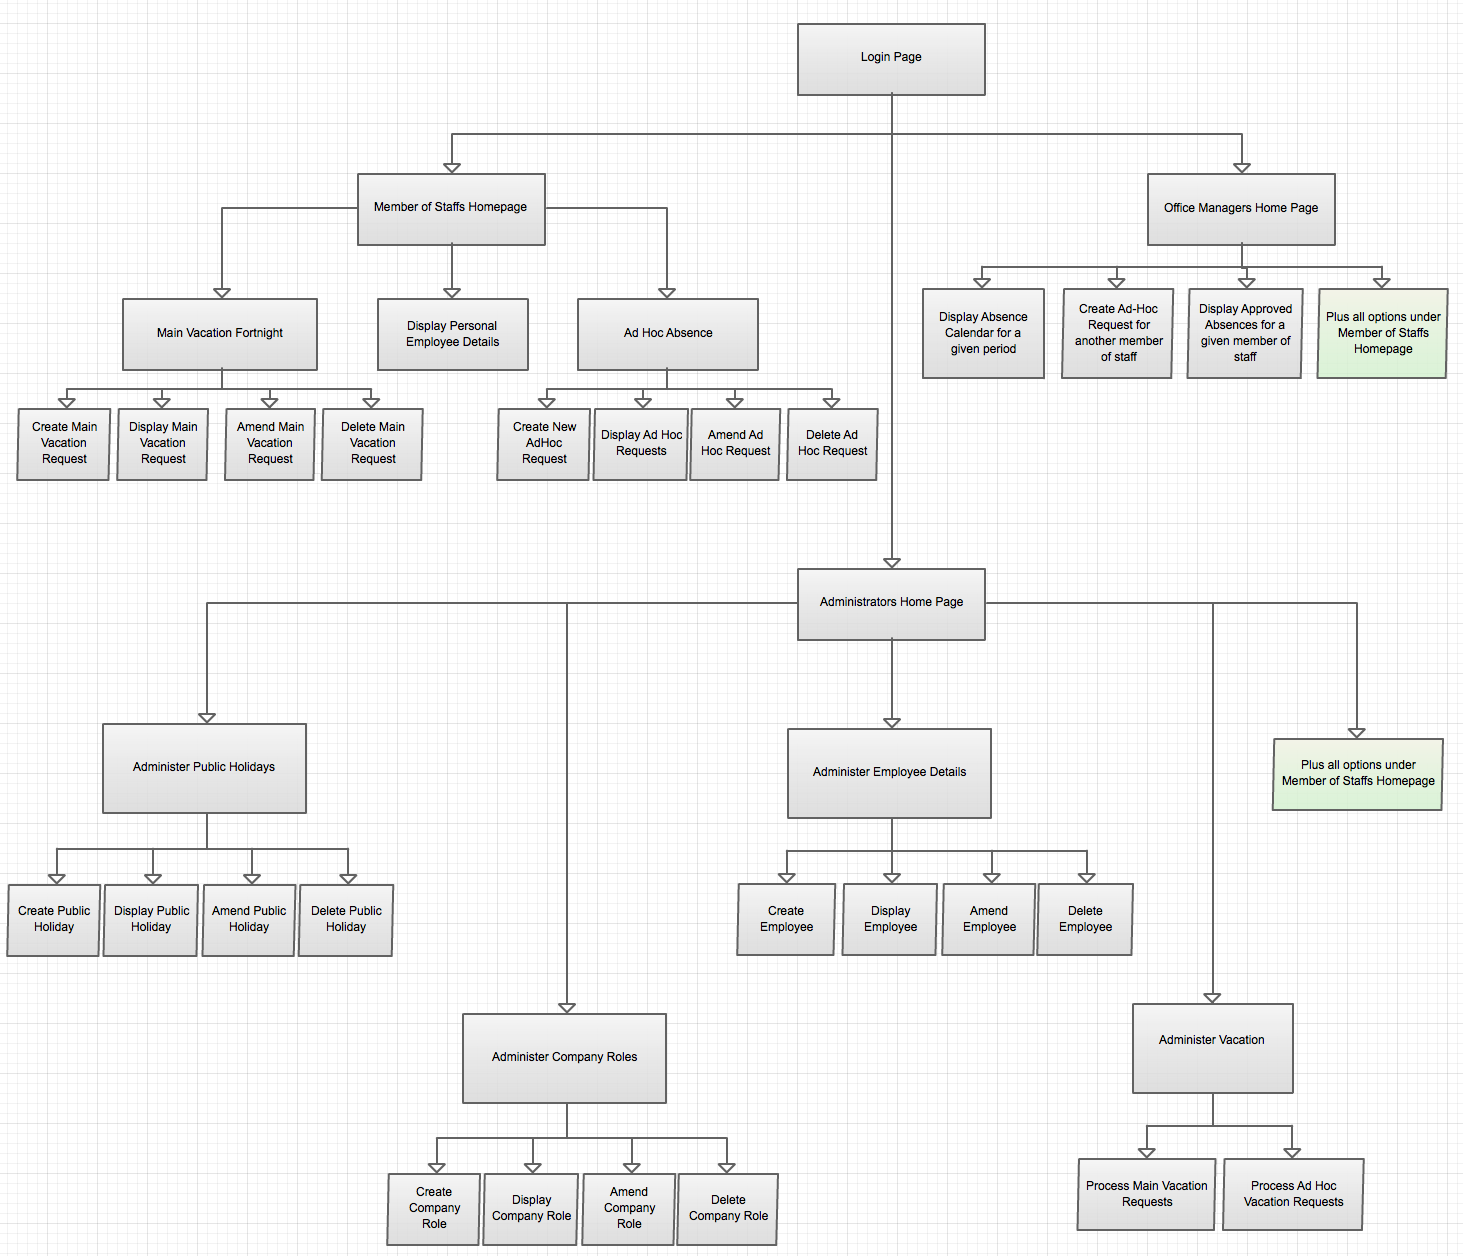 Login Page
Member of Staffs Homepage
Office Managers Home Page
Main Vacation Fortnight
Display Personal
Employee Details
Ad Hoc Absence
Display Absence
Calendar for a
given period
Create Ad-Hoc
Request for
another member
of staff
Display Approved
Absences for a
given member of
staff
Plus all options under
Member of Staffs
Homepage
Create Main
Vacation
Request
Display Main
Vacation
Request
Amend Main
Vacation
Request
Delete Main
Vacation
Request
Create New
AdHoc
Request
Display Ad Hoc
Requests
Amend Ad
Hoc Request
Delete Ad
Hoc Request
Administrators Home Page
Administer Public Holidays
Administer Employee Details
Plus all options under
Member of Staffs Homepage
Create Public
Holiday
Display Public
Holiday
Amend Public
Holiday
Delete Public
Holiday
Create
Employee
Display
Employee
Amend
Employee
Delete
Employee
Administer Company Roles
Administer Vacation
Create
Company
Role
Display
Company Role
Amend
Company
Role
Delete
Company Role
Process Main Vacation
Requests
Process Ad Hoc
Vacation Requests